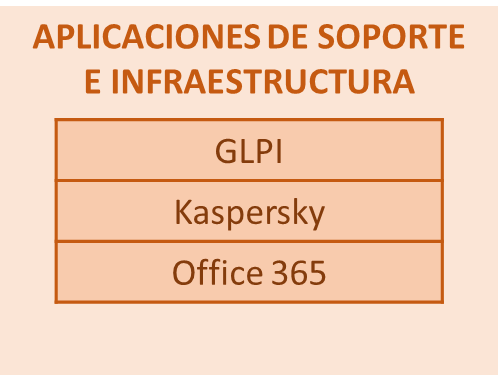 APLICACIONES DE SOPORTE
E INFRAESTRUCTURA
GLPI
Kaspersky
Office 365